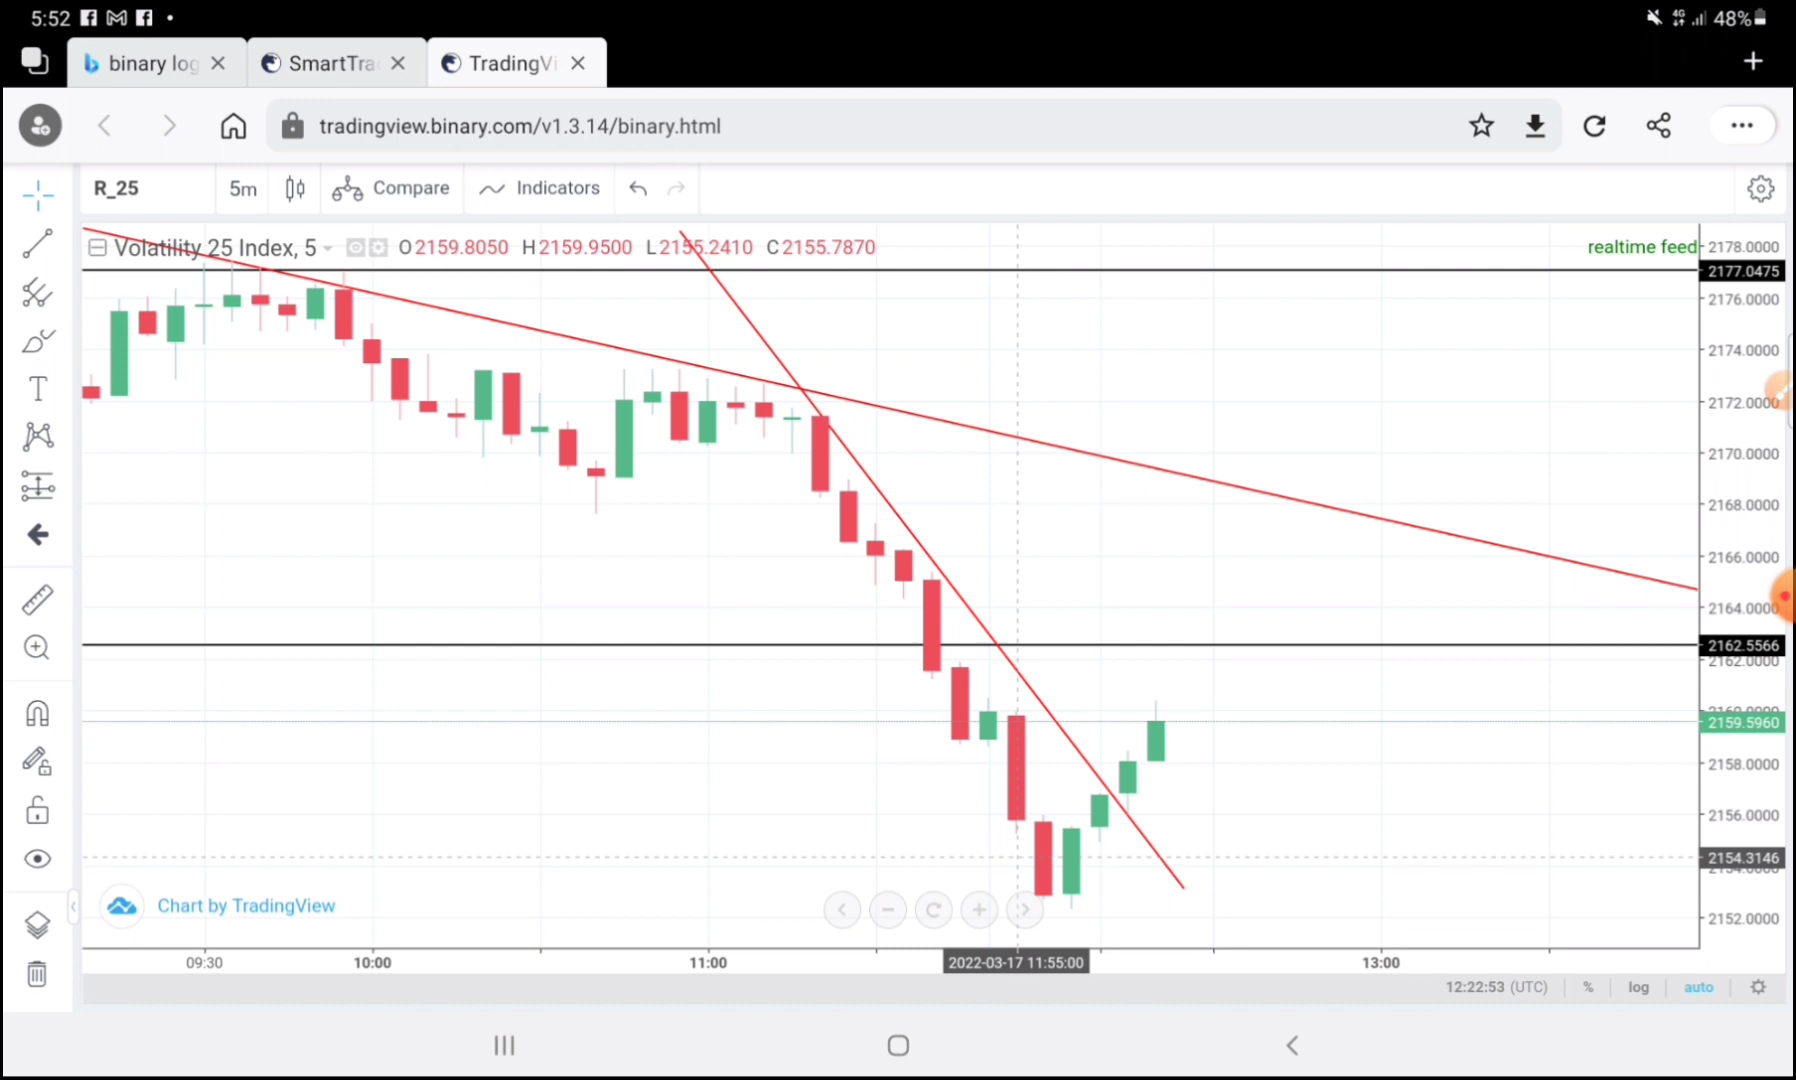 5:52 48%
4G
binary log SmartTra TradingVi
tradingview.binary.com/v1.3.14/binary.html
R_25 5m Compare Indicators
Volatility 25 Index, 5 O2159.8050 H2159.9500 L2155.2410 C2155.7870 realtime feed
2178.0000
2177.0475
2176.0000
2174.0000
2172.0000
2170.0000
2168.0000
2166.0000
2164.0000
2162.5566
2162.0000
2159.5960
2158.0000
2156.0000
2154.3146
2152.0000
Chart by TradingView
09:30 10:00 11:00 2022-03-17 11:55:00 13:00
12:22:53 (UTC) % log auto